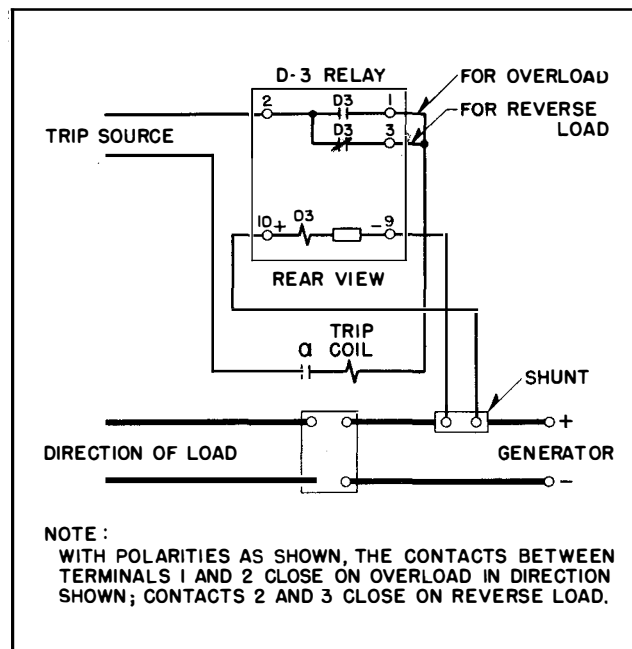 D-3 RELAY
FOR OVERLOAD
FOR REVERSE
LOAD
2 D3 1
D3 3
TRIP SOURCE
10 + D3 -9
REAR VIEW
TRIP
COIL
a
SHUNT
+
DIRECTION OF LOAD
GENERATOR
-
NOTE:
WITH POLARITIES AS SHOWN, THE CONTACTS BETWEEN
TERMINALS 1 AND 2 CLOSE ON OVERLOAD IN DIRECTION
SHOWN; CONTACTS 2 AND 3 CLOSE ON REVERSE LOAD.